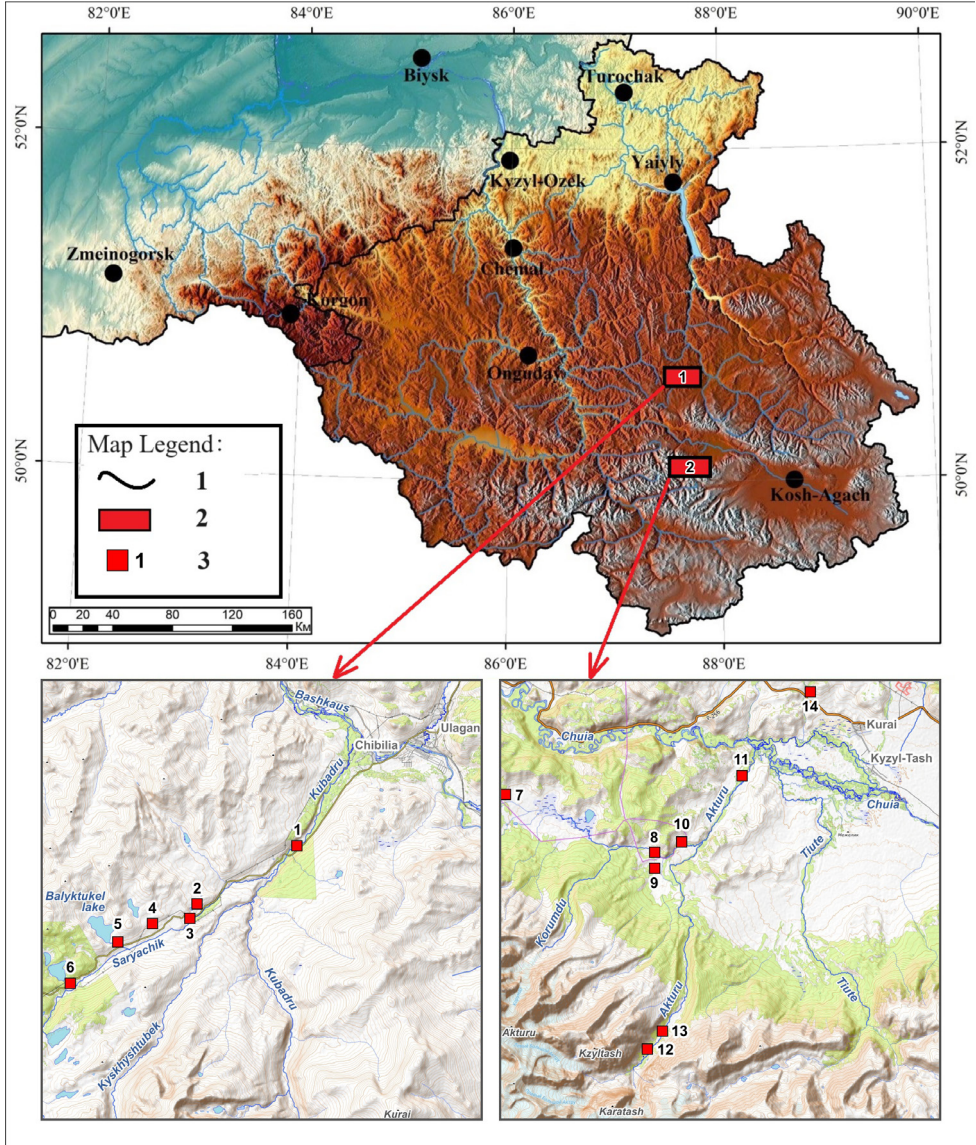 82°0'E
84°0'E
86°0'E
88°0'E
90°0'E
52°0'N
52°0'N
50°0'N
50°0'N
Biysk
Turochak
Kyzyl-Ozek
Yaiyly
Zmeinogorsk
Chemal
Korgon
Onguday
1
2
Kosh-Agach
Map Legend:
1
2
1 3
0 20 40 80 120 160
Км
82°0'E
84°0'E
86°0'E
88°0'E
Bashkaus
Ulagan
Chibilia
Kubadru
1
2
3
Balyktukel
lake
4
5
Saryachik
6
Kubadru
Kyskhyshtubek
Kurai
14
Kurai
Chuia
Kyzyl-Tash
11
Chuia
7
Akturu
10
8
9
Tiute
Korumdu
Tiute
Akturu
13
Akturu
Kzyltash
12
Karatash